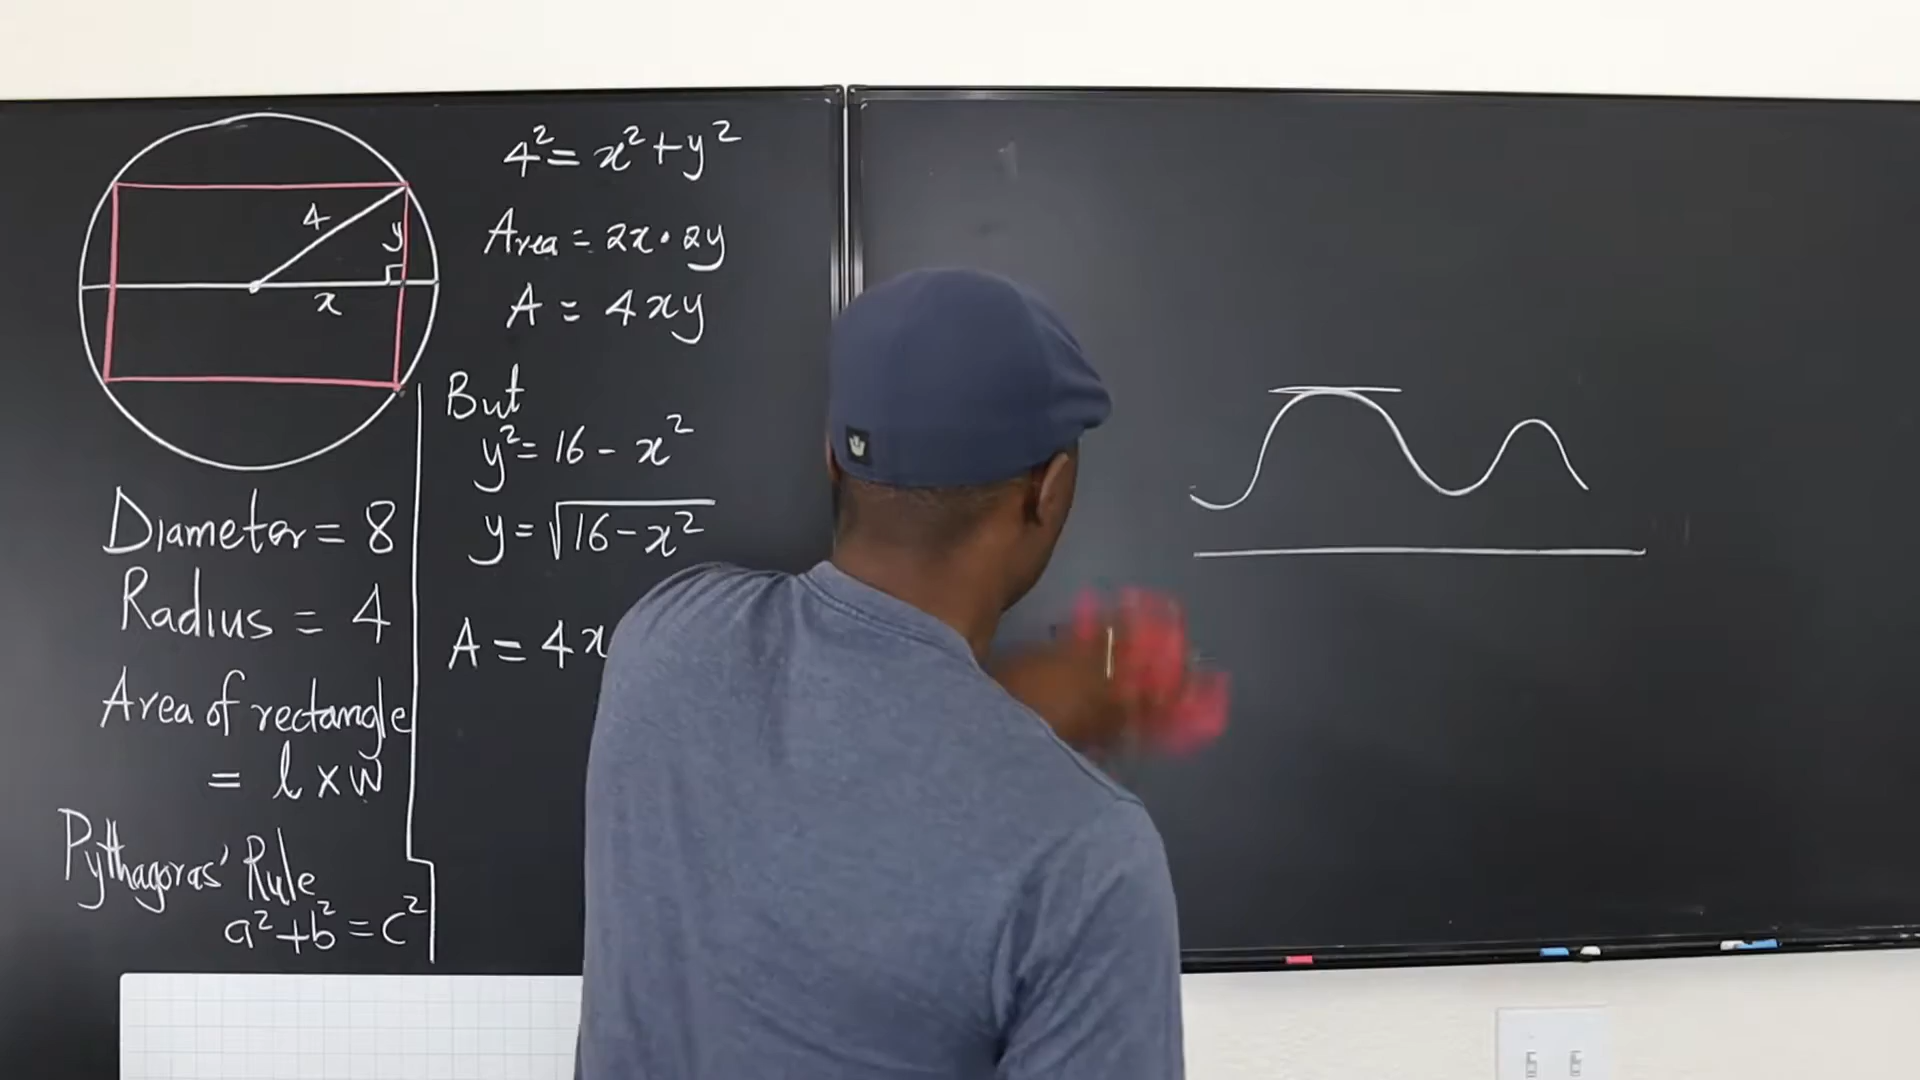 4
y
x
Diameter = 8
Radius = 4
Area of rectangle
= l x w
Pythagoras' Rule
a²+b²=c²
4²= x²+y²
Area = 2x • 2y
A = 4xy
But
y²= 16 - x²
y = √16-x²
A = 4x